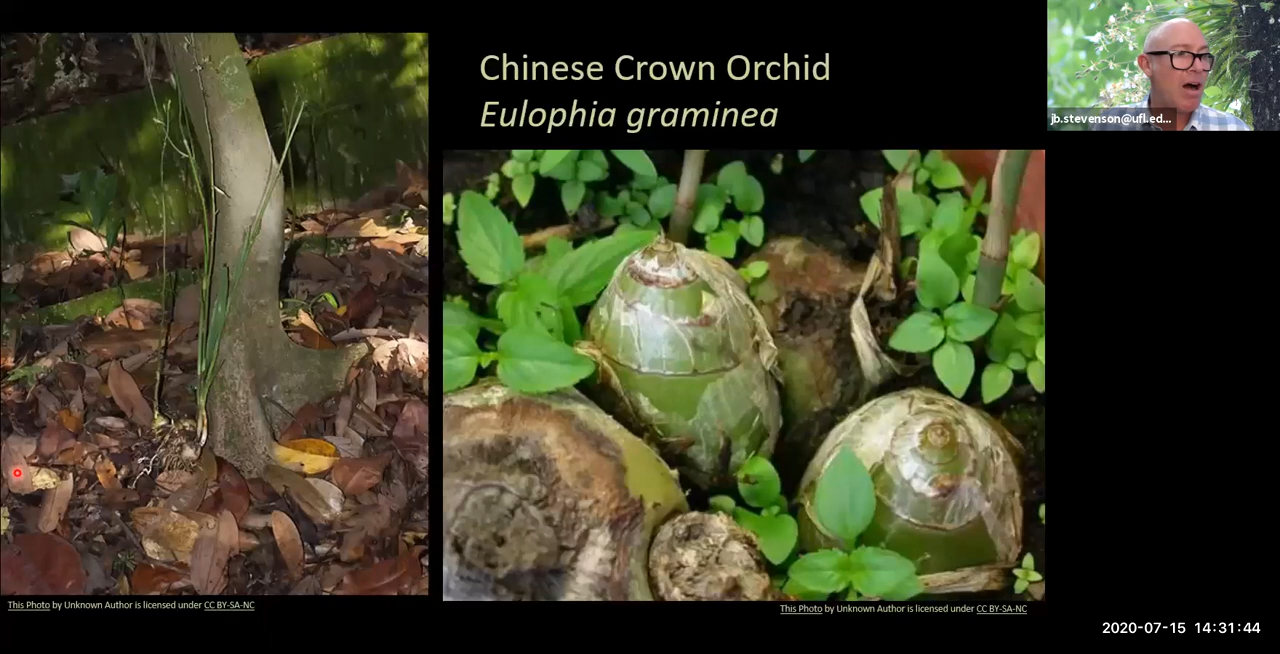 Chinese Crown Orchid
Eulophia graminea
jb.stevenson@ufl.ed...
This Photo by Unknown Author is licensed under CC BY-SA-NC
This Photo by Unknown Author is licensed under CC BY-SA-NC
2020-07-15 14:31:44